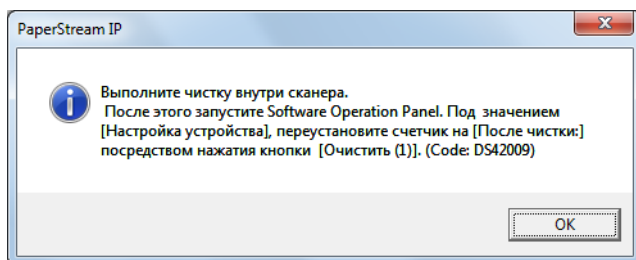 PaperStream IP
Выполните чистку внутри сканера.
После этого запустите Software Operation Panel. Под значением
[Настройка устройства], переустановите счетчик на [После чистки:]
посредством нажатия кнопки [Очистить (1)]. (Code: DS42009)
OK